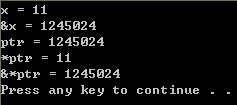 x = 11
&x = 1245024
ptr = 1245024
*ptr = 11
&*ptr = 1245024
Press any key to continue . .